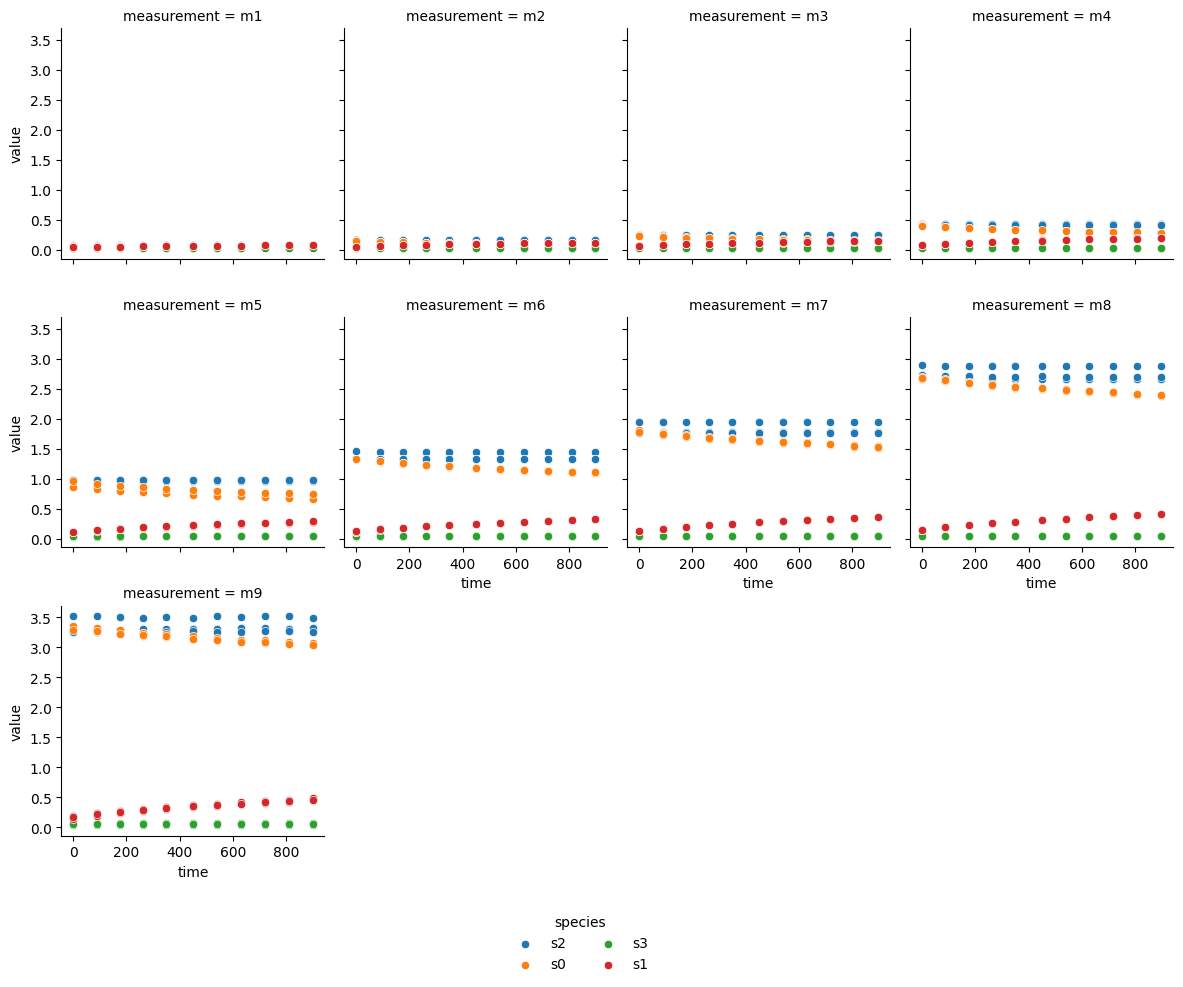 measurement = m1 measurement = m2 measurement = m3 measurement = m4
3.5
3.0
2.5
2.0
1.5
1.0
0.5
0.0
value
measurement = m5 measurement = m6 measurement = m7 measurement = m8
3.5
3.0
2.5
2.0
1.5
1.0
0.5
0.0
value
0 200 400 600 800 0 200 400 600 800 0 200 400 600 800
time time time
measurement = m9
3.5
3.0
2.5
2.0
1.5
1.0
0.5
0.0
value
0 200 400 600 800
time
species
s2 s3
s0 s1